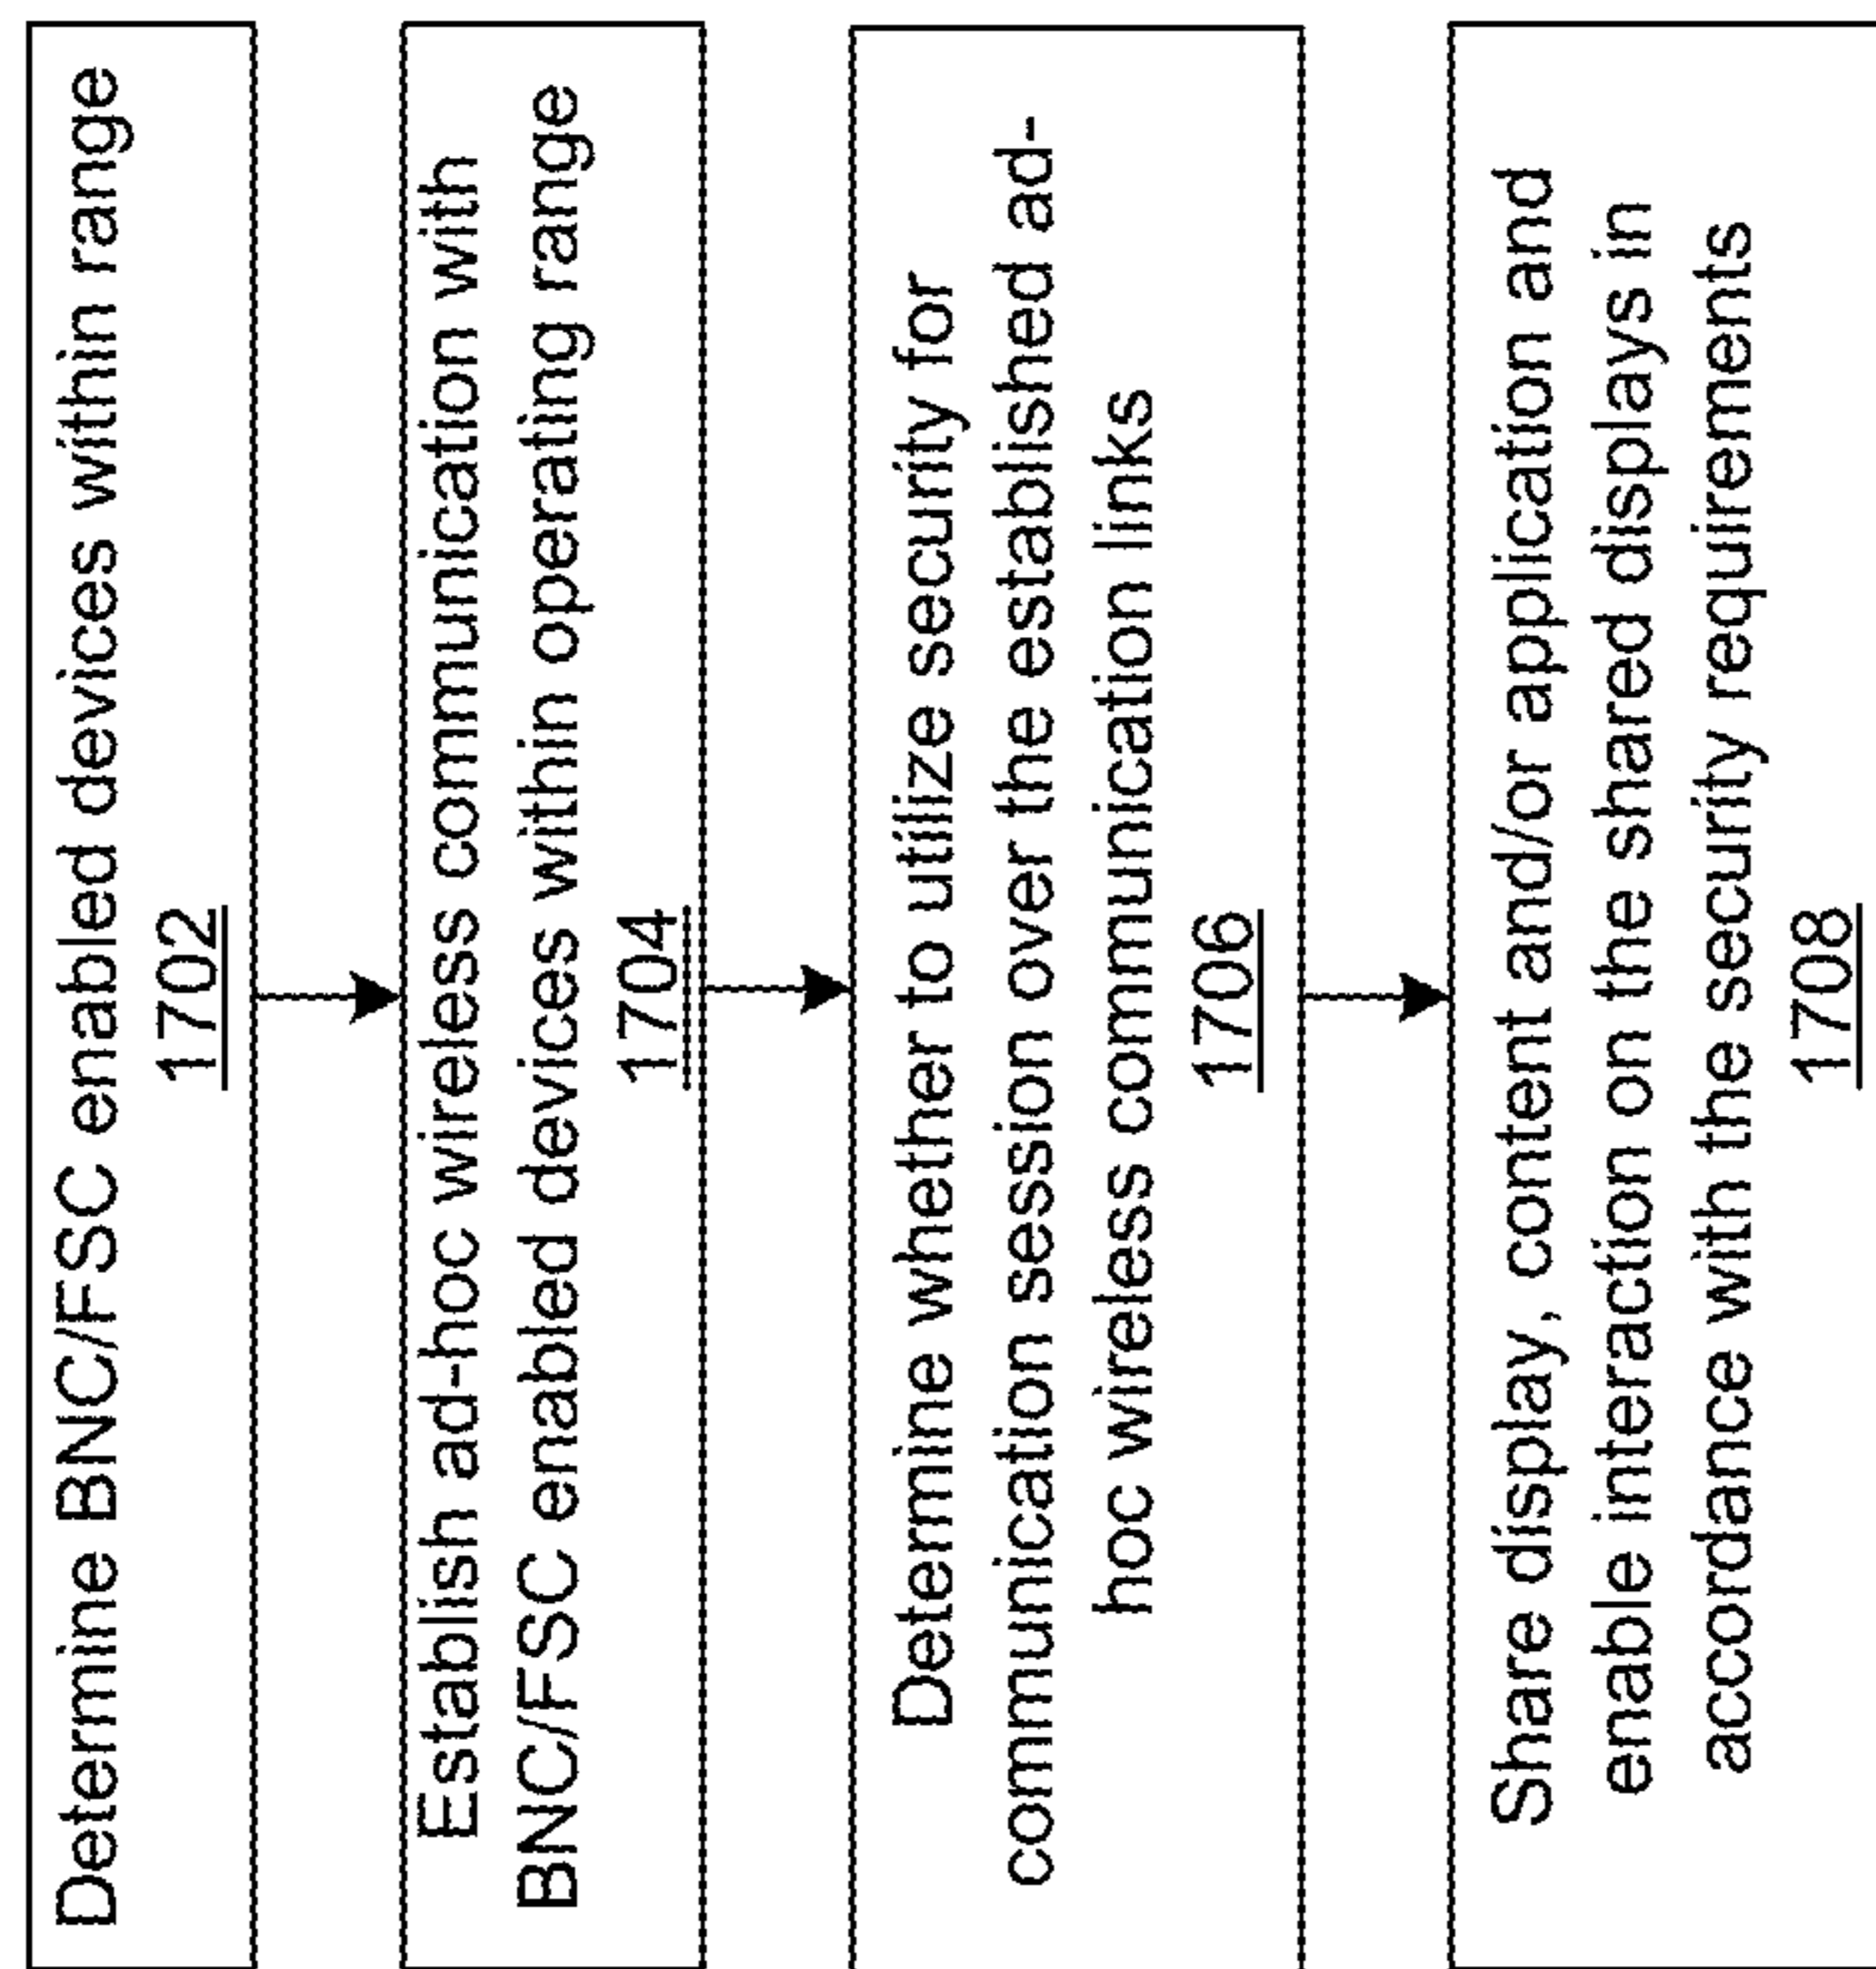 Determine BNC/FSC enabled devices within range
1702
Establish ad-hoc wireless communication with
BNC/FSC enabled devices within operating range
1704
Determine whether to utilize security for
communication session over the established ad-
hoc wireless communication links
1706
Share display, content and/or application and
enable interaction on the shared displays in
accordance with the security requirements
1708